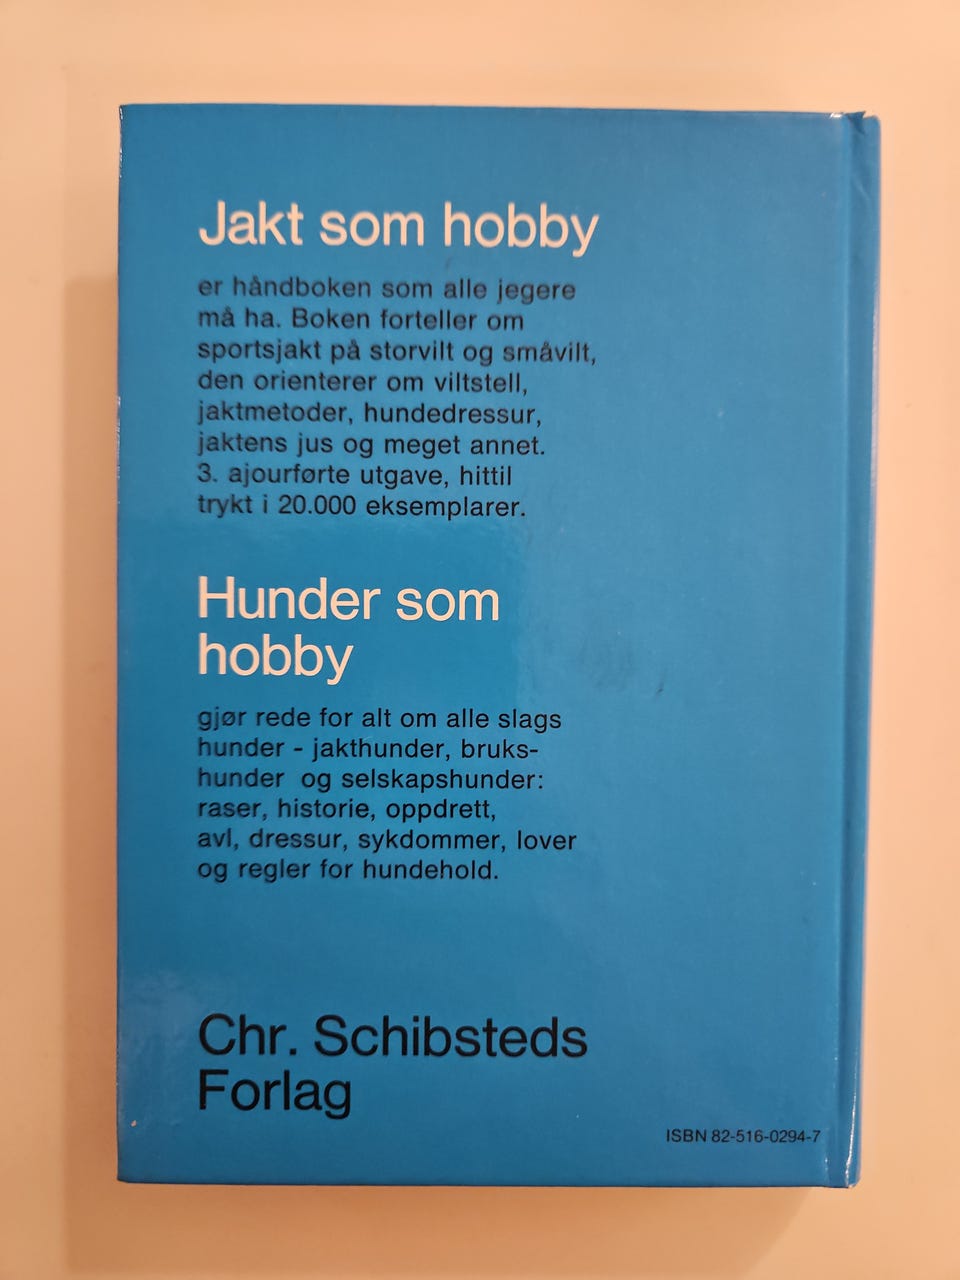 Jakt som hobby
er håndboken som alle jegere
må ha. Boken forteller om
sportsjakt på storvilt og småvilt,
den orienterer om viltstell,
jaktmetoder, hundedressur,
jaktens jus og meget annet.
3. ajourførte utgave, hittil
trykt i 20.000 eksemplarer.
Hunder som
hobby
gjør rede for alt om alle slags
hunder - jakthunder, bruks-
hunder og selskapshunder:
raser, historie, oppdrett,
avl, dressur, sykdommer, lover
og regler for hundehold.
Chr. Schibsteds
Forlag
ISBN 82-516-0294-7